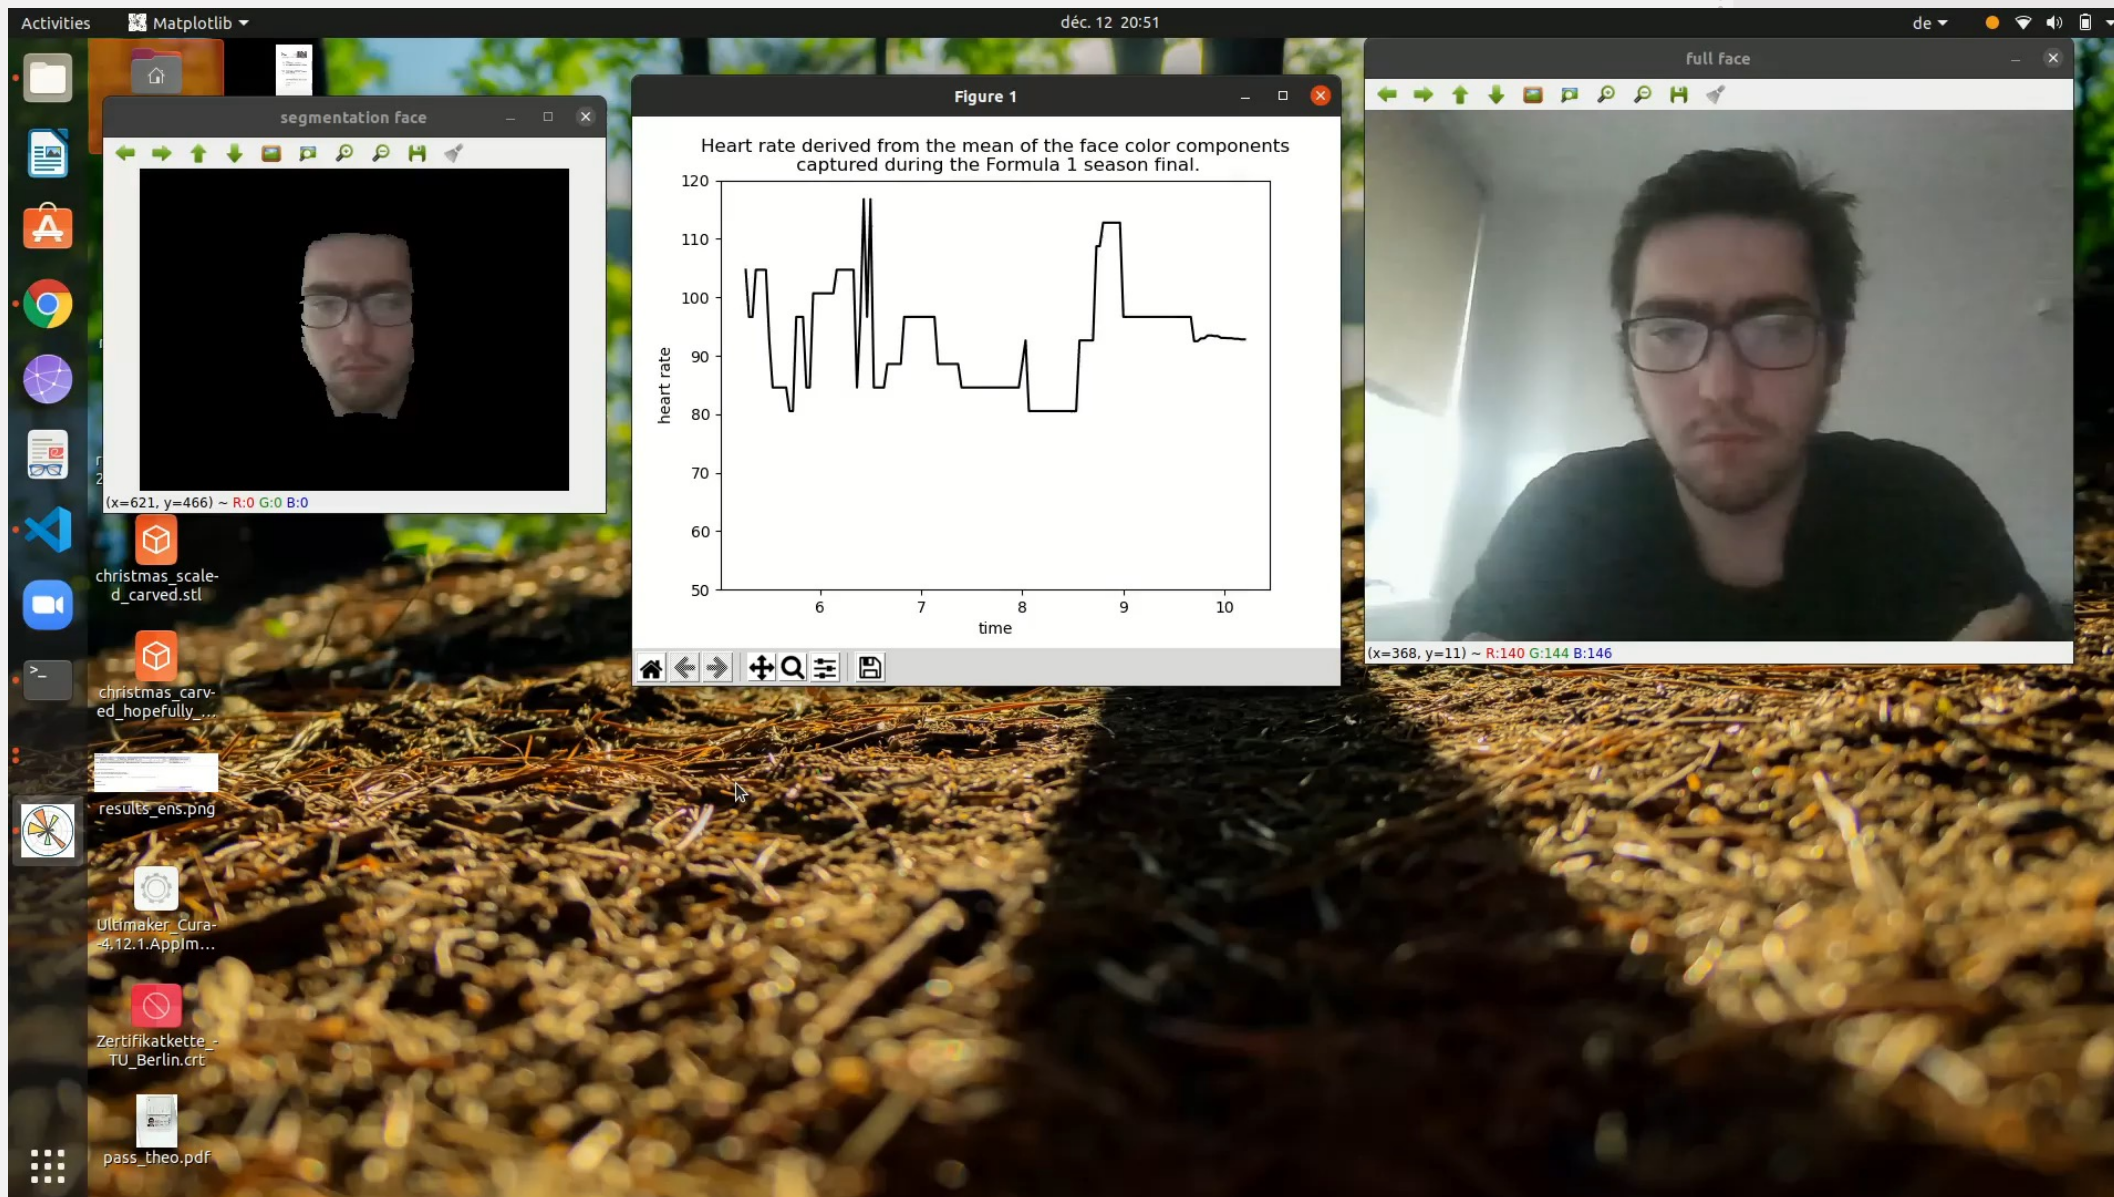 Activities
Matplotlib
déc. 12 20:51
de
segmentation face
(x=621, y=466) ~ R:0 G:0 B:0
christmas_scale-
d_carved.stl
christmas_carv-
ed_hopefully_...
results_ens.png
Ultimaker_Cura-
-4.12.1.AppIm...
Zertifikatkette_-
TU_Berlin.crt
pass_theo.pdf
Figure 1
Heart rate derived from the mean of the face color components
captured during the Formula 1 season final.
120
110
100
90
80
70
60
50
heart rate
6 7 8 9 10
time
full face
(x=368, y=11) ~ R:140 G:144 B:146